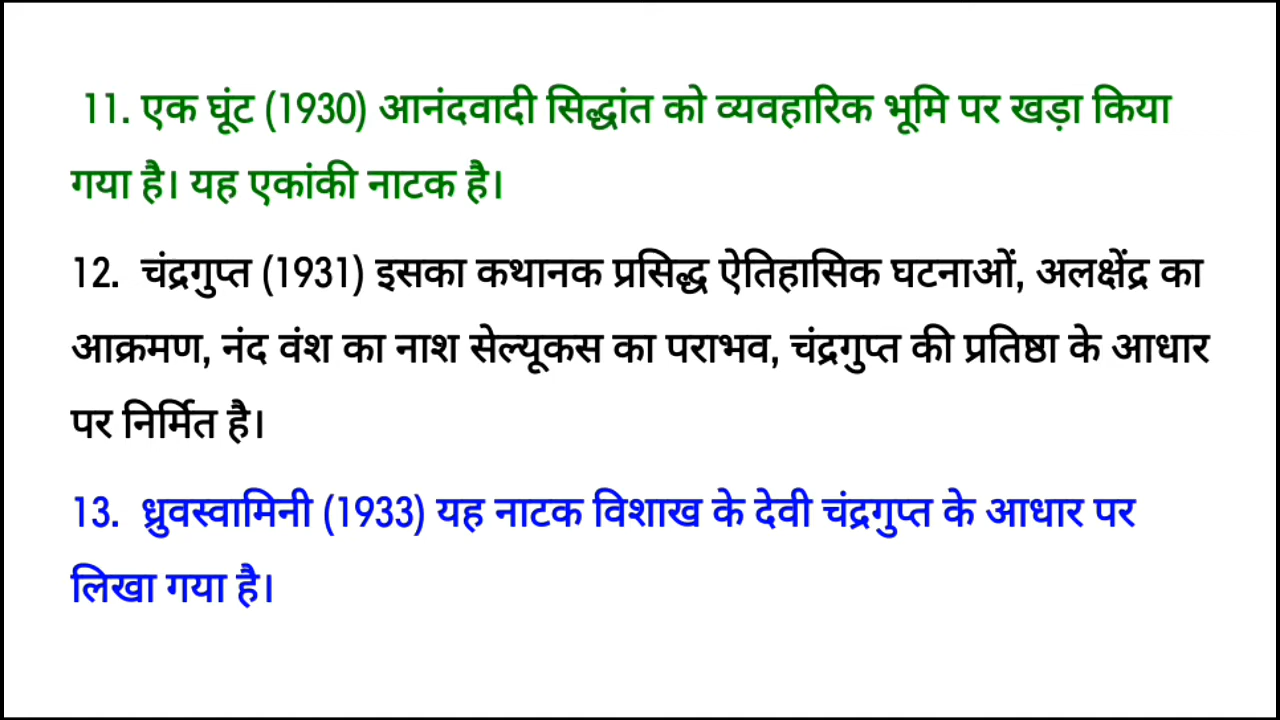 11. एक घूंट (1930) आनंदवादी सिद्धांत को व्यवहारिक भूमि पर खड़ा किया
गया है। यह एकांकी नाटक है।
12. चंद्रगुप्त (1931) इसका कथानक प्रसिद्ध ऐतिहासिक घटनाओं, अलक्षेंद्र का
आक्रमण, नंद वंश का नाश सेल्यूकस का पराभव, चंद्रगुप्त की प्रतिष्ठा के आधार
पर निर्मित है।
13. ध्रुवस्वामिनी (1933) यह नाटक विशाख के देवी चंद्रगुप्त के आधार पर
लिखा गया है।